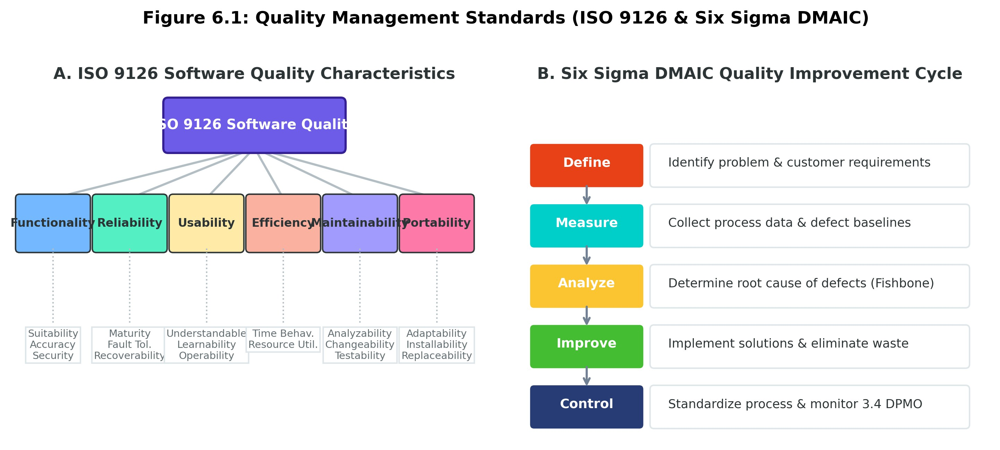 Figure 6.1: Quality Management Standards (ISO 9126 & Six Sigma DMAIC)
A. ISO 9126 Software Quality Characteristics
SO 9126 Software Qualit
Functionality
Reliability
Usability
Efficiency
Maintainability
Portability
Suitability
Accuracy
Security
Maturity
Fault Tol.
Recoverability
Understandable
Learnability
Operability
Time Behav.
Resource Util.
Analyzability
Changeability
Testability
Adaptability
Installability
Replaceability
B. Six Sigma DMAIC Quality Improvement Cycle
Define
Identify problem & customer requirements
Measure
Collect process data & defect baselines
Analyze
Determine root cause of defects (Fishbone)
Improve
Implement solutions & eliminate waste
Control
Standardize process & monitor 3.4 DPMO